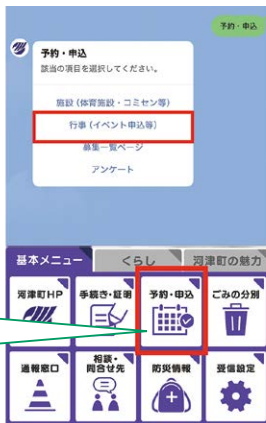 予約・申込
予約・申込
該当の項目を選択してください。
施設（体育施設・コミセン等）
行事（イベント申込等）
募集一覧ページ
アンケート
基本メニュー
くらし
河津町の魅力
河津町HP
手続き・証明
予約・申込
ごみの分別
通報窓口
相談・
問合せ先
防災情報
受信設定